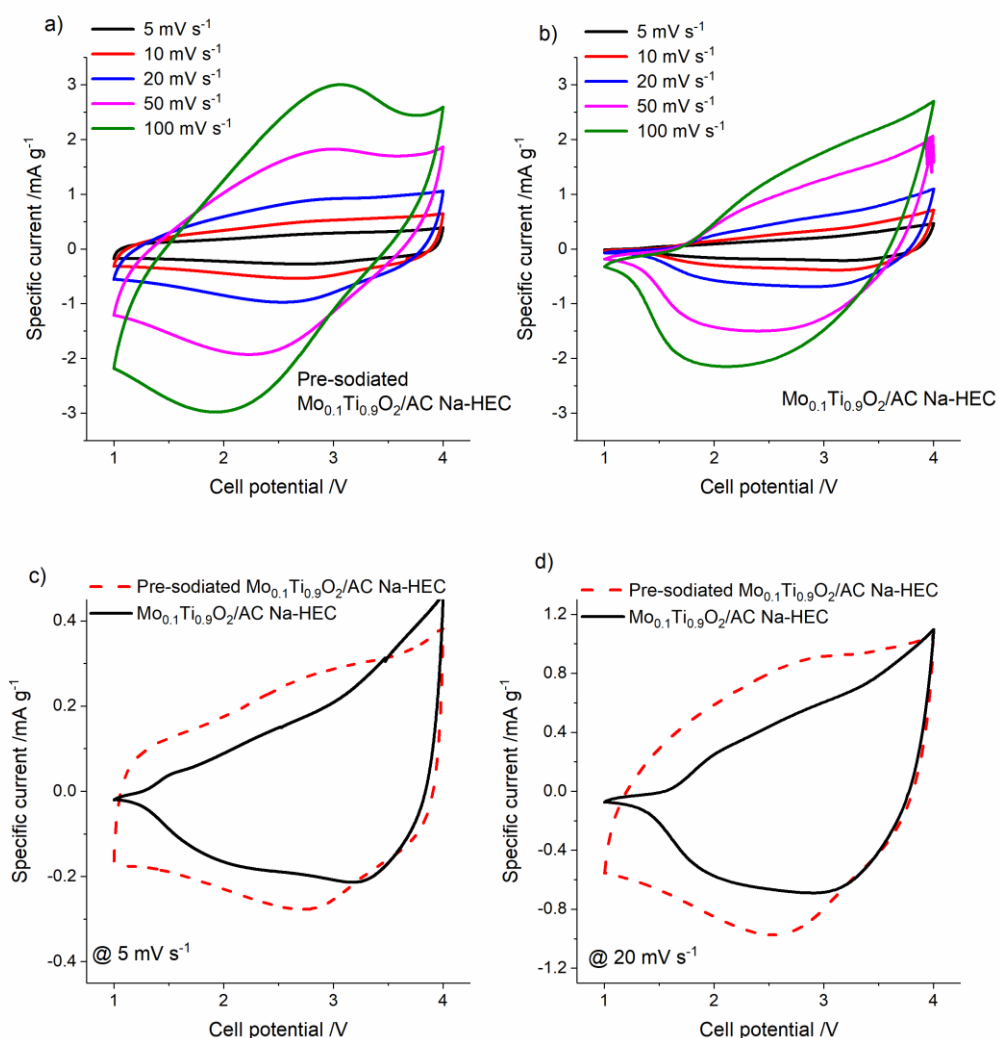 a)
5 mV s⁻¹
10 mV s⁻¹
20 mV s⁻¹
50 mV s⁻¹
100 mV s⁻¹
Specific current /mA g⁻¹
3
2
1
0
-1
-2
-3
Pre-sodiated
Mo₀.₁Ti₀.₉O₂/AC Na-HEC
1 2 3 4
Cell potential /V
b)
5 mV s⁻¹
10 mV s⁻¹
20 mV s⁻¹
50 mV s⁻¹
100 mV s⁻¹
Specific current /mA g⁻¹
3
2
1
0
-1
-2
-3
Mo₀.₁Ti₀.₉O₂/AC Na-HEC
1 2 3 4
Cell potential /V
c)
Pre-sodiated Mo₀.₁Ti₀.₉O₂/AC Na-HEC
Mo₀.₁Ti₀.₉O₂/AC Na-HEC
Specific current /mA g⁻¹
0.4
0.2
0.0
-0.2
-0.4
@ 5 mV s⁻¹
1 2 3 4
Cell potential /V
d)
Pre-sodiated Mo₀.₁Ti₀.₉O₂/AC Na-HEC
Mo₀.₁Ti₀.₉O₂/AC Na-HEC
Specific current /mA g⁻¹
1.2
0.8
0.4
0.0
-0.4
-0.8
-1.2
@ 20 mV s⁻¹
1 2 3 4
Cell potential /V